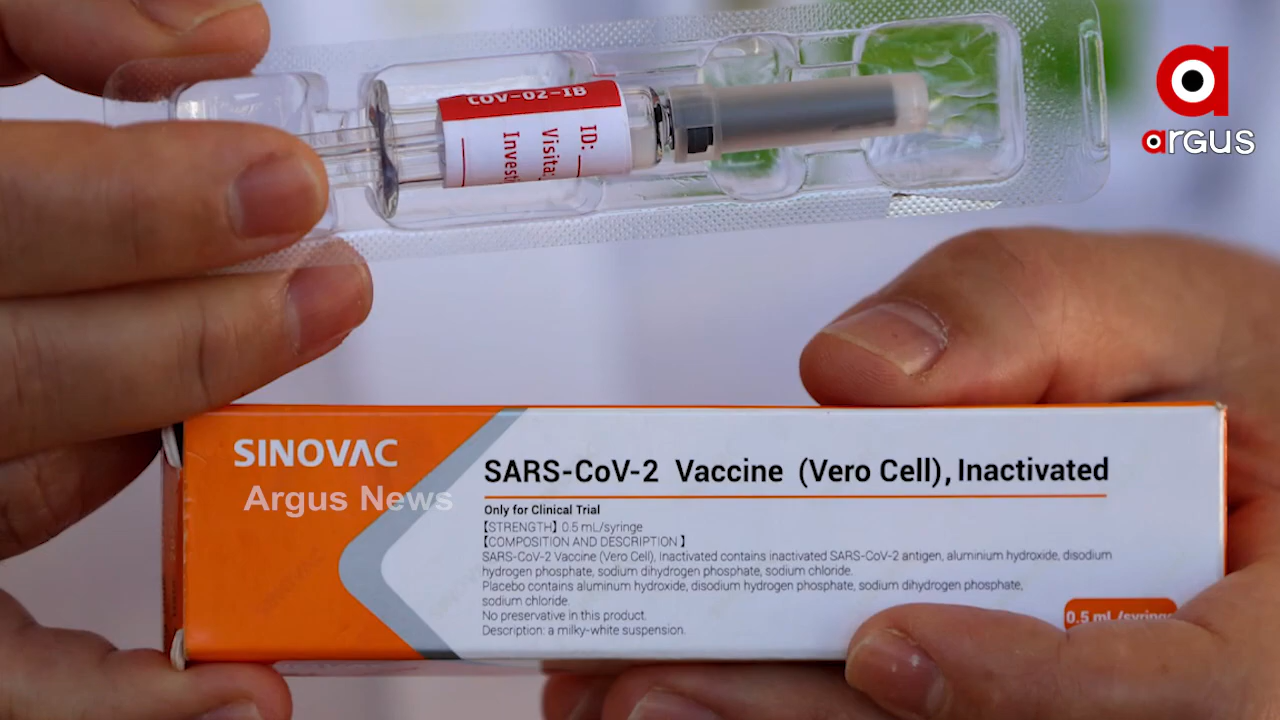 COV-02-IB
ID:
Visita:
argus
SINOVAC
Argus News
SARS-CoV-2 Vaccine (Vero Cell), Inactivated
Only for Clinical Trial
【STRENGTH】 0.5 mL/syringe
【COMPOSITION AND DESCRIPTION】
SARS-CoV-2 Vaccine (Vero Cell), Inactivated contains inactivated SARS-CoV-2 antigen, aluminium hydroxide, disodium
hydrogen phosphate, sodium dihydrogen phosphate, sodium chloride.
Placebo contains aluminum hydroxide, disodium hydrogen phosphate, sodium dihydrogen phosphate,
sodium chloride.
No preservative in this product.
Description: a milky-white suspension.
0.5 mL/syringe